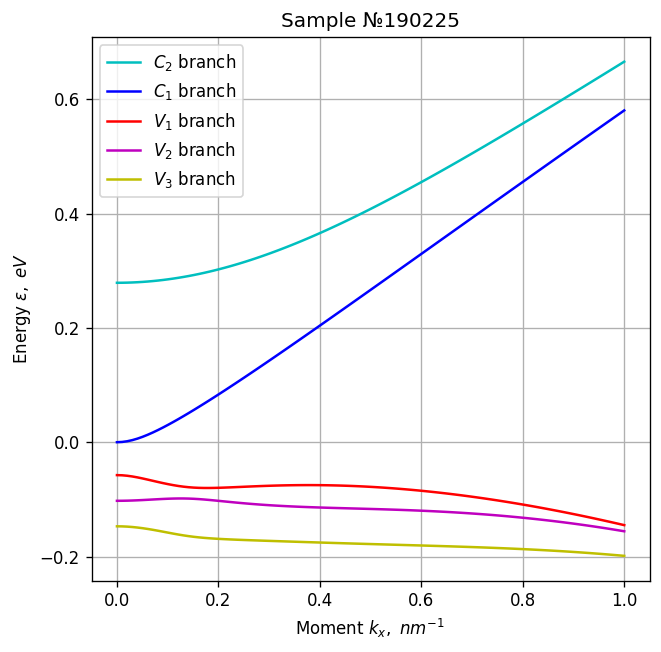 Sample №190225
C₂ branch
C₁ branch
V₁ branch
V₂ branch
V₃ branch
Energy ε, eV
0.6
0.4
0.2
0.0
−0.2
0.0 0.2 0.4 0.6 0.8 1.0
Moment kₓ, nm⁻¹